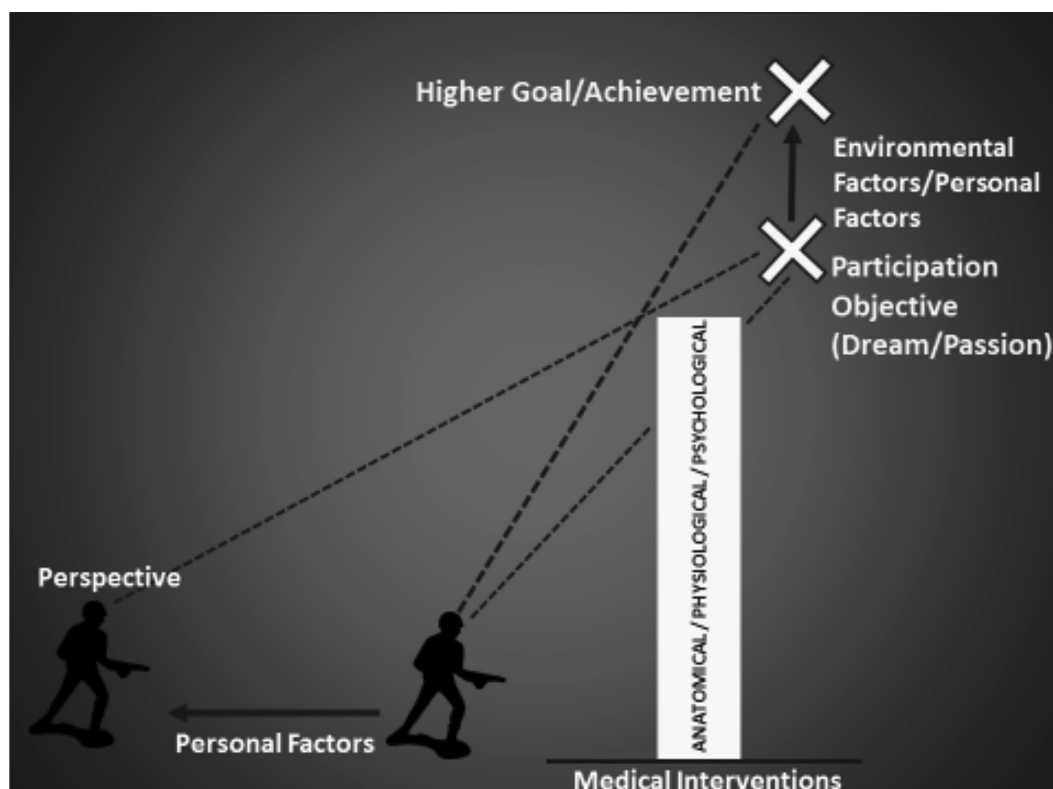 Higher Goal/Achievement
Environmental
Factors/Personal
Factors
Participation
Objective
(Dream/Passion)
ANATOMICAL / PHYSIOLOGICAL / PSYCHOLOGICAL
Perspective
Personal Factors
Medical Interventions